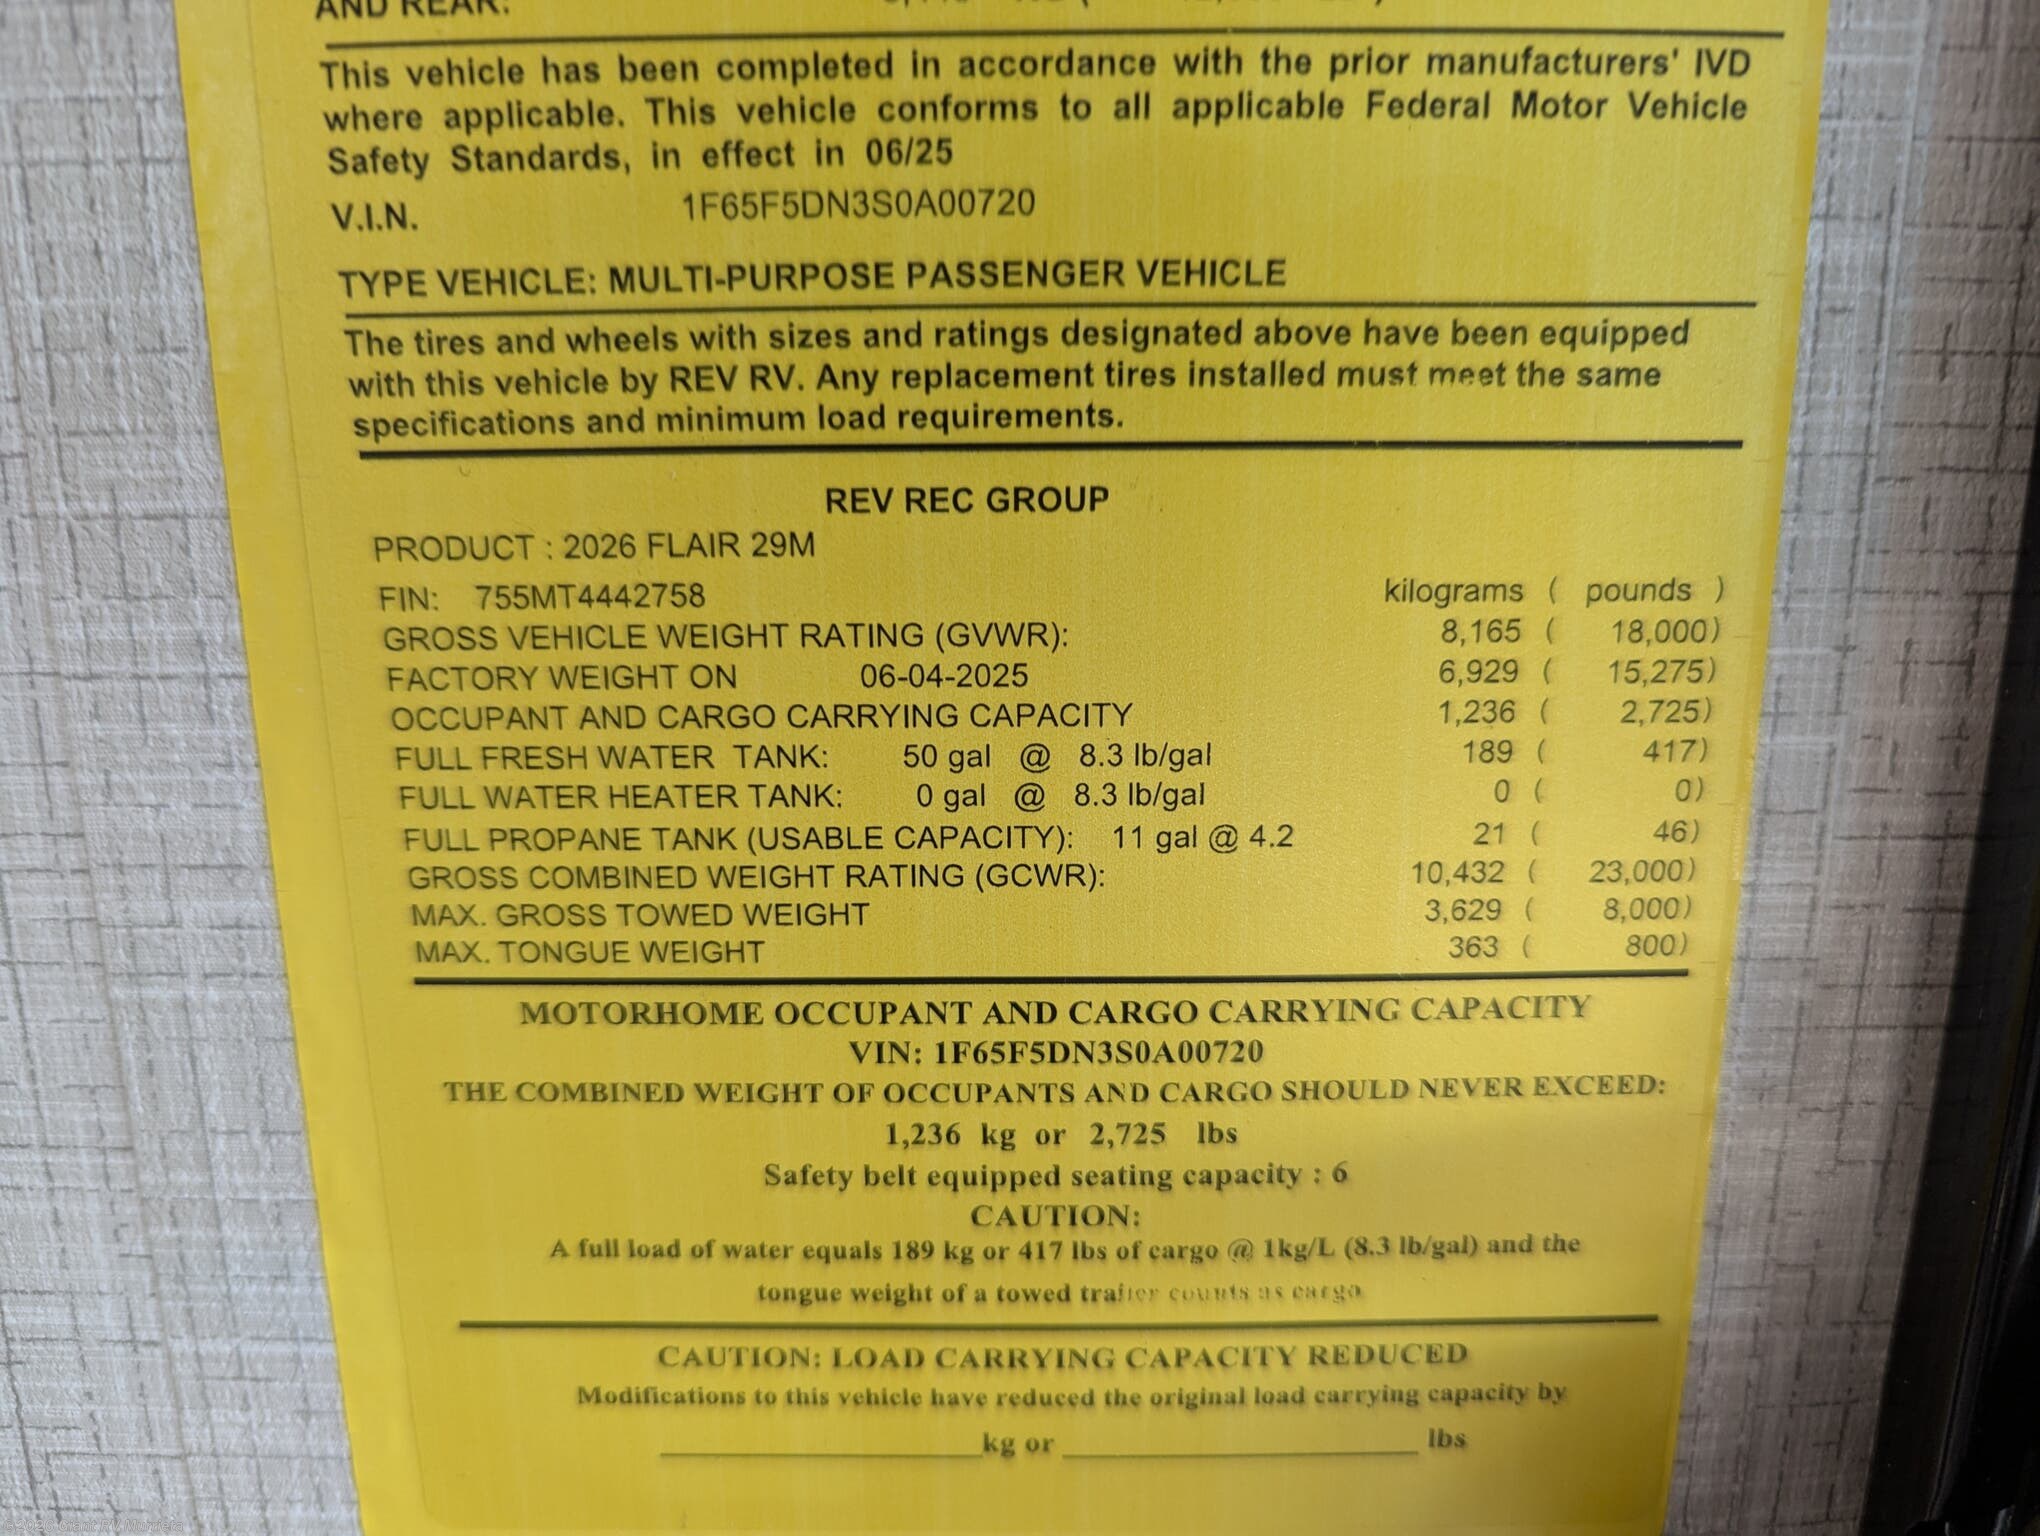 AND REAR:
This vehicle has been completed in accordance with the prior manufacturers' IVD
where applicable. This vehicle conforms to all applicable Federal Motor Vehicle
Safety Standards, in effect in 06/25
V.I.N. 1F65F5DN3S0A00720
TYPE VEHICLE: MULTI-PURPOSE PASSENGER VEHICLE
The tires and wheels with sizes and ratings designated above have been equipped
with this vehicle by REV RV. Any replacement tires installed must meet the same
specifications and minimum load requirements.
REV REC GROUP
PRODUCT : 2026 FLAIR 29M
FIN: 755MT4442758 kilograms ( pounds )
GROSS VEHICLE WEIGHT RATING (GVWR): 8,165 ( 18,000)
FACTORY WEIGHT ON 06-04-2025 6,929 ( 15,275)
OCCUPANT AND CARGO CARRYING CAPACITY 1,236 ( 2,725)
FULL FRESH WATER TANK: 50 gal @ 8.3 lb/gal 189 ( 417)
FULL WATER HEATER TANK: 0 gal @ 8.3 lb/gal 0 ( 0)
FULL PROPANE TANK (USABLE CAPACITY): 11 gal @ 4.2 21 ( 46)
GROSS COMBINED WEIGHT RATING (GCWR): 10,432 ( 23,000)
MAX. GROSS TOWED WEIGHT 3,629 ( 8,000)
MAX. TONGUE WEIGHT 363 ( 800)
MOTORHOME OCCUPANT AND CARGO CARRYING CAPACITY
VIN: 1F65F5DN3S0A00720
THE COMBINED WEIGHT OF OCCUPANTS AND CARGO SHOULD NEVER EXCEED:
1,236 kg or 2,725 lbs
Safety belt equipped seating capacity : 6
CAUTION:
A full load of water equals 189 kg or 417 lbs of cargo @ 1kg/L (8.3 lb/gal) and the
tongue weight of a towed trailer counts as cargo
CAUTION: LOAD CARRYING CAPACITY REDUCED
Modifications to this vehicle have reduced the original load carrying capacity by
kg or lbs